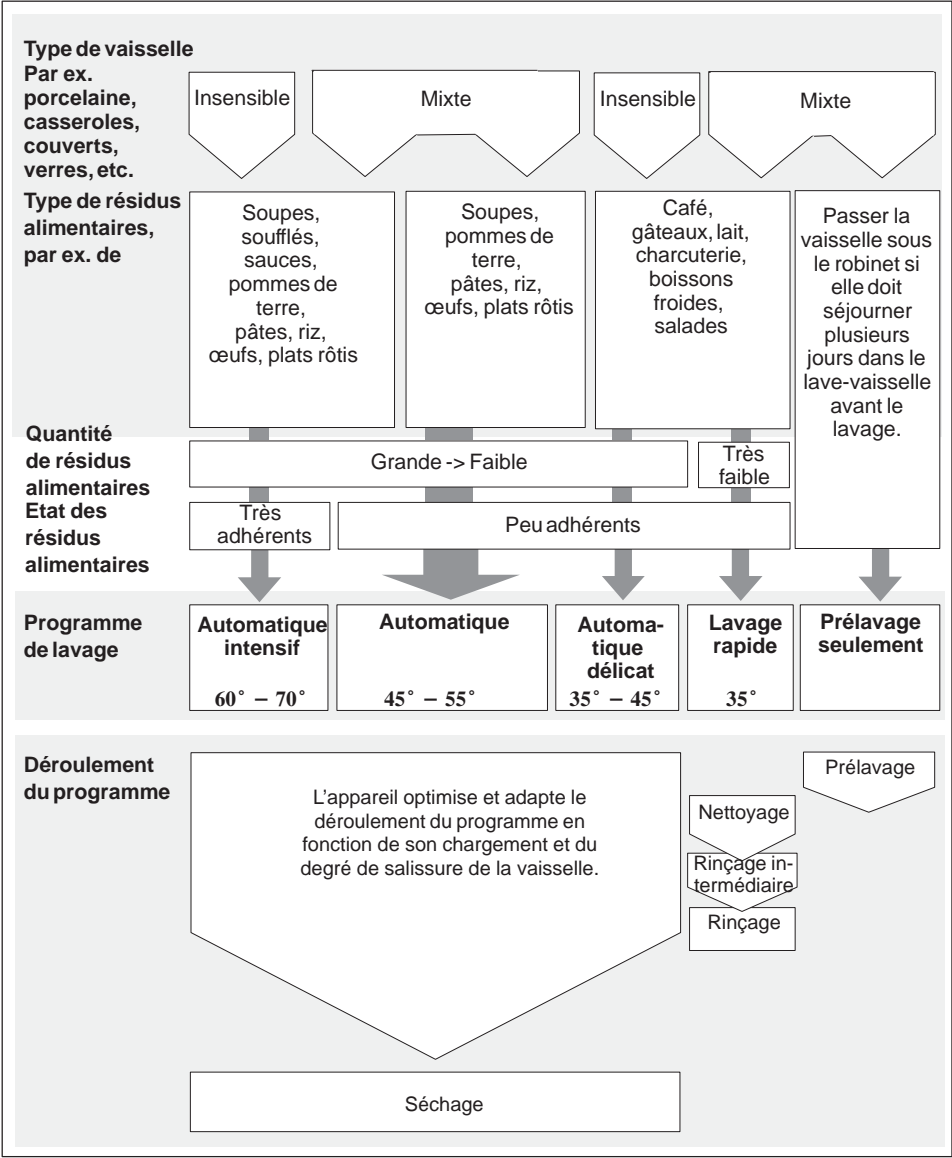 Type de vaisselle
Par ex.
porcelaine,
casseroles,
couverts,
verres, etc.
Insensible
Mixte
Insensible
Mixte
Type de résidus
alimentaires,
par ex. de
Soupes,
soufflés,
sauces,
pommes de
terre,
pâtes, riz,
œufs, plats rôtis
Soupes,
pommes de
terre,
pâtes, riz,
œufs, plats rôtis
Café,
gâteaux, lait,
charcuterie,
boissons
froides,
salades
Passer la
vaisselle sous
le robinet si
elle doit
séjourner
plusieurs
jours dans le
lave-vaisselle
avant le
lavage.
Quantité
de résidus
alimentaires
Grande -> Faible
Très
faible
Etat des
résidus
alimentaires
Très
adhérents
Peu adhérents
Programme
de lavage
Automatique
intensif
60° – 70°
Automatique
45° – 55°
Automa-
tique
délicat
35° – 45°
Lavage
rapide
35°
Prélavage
seulement
Déroulement
du programme
L’appareil optimise et adapte le
déroulement du programme en
fonction de son chargement et du
degré de salissure de la vaisselle.
Prélavage
Nettoyage
Rinçage in-
termédiaire
Rinçage
Séchage